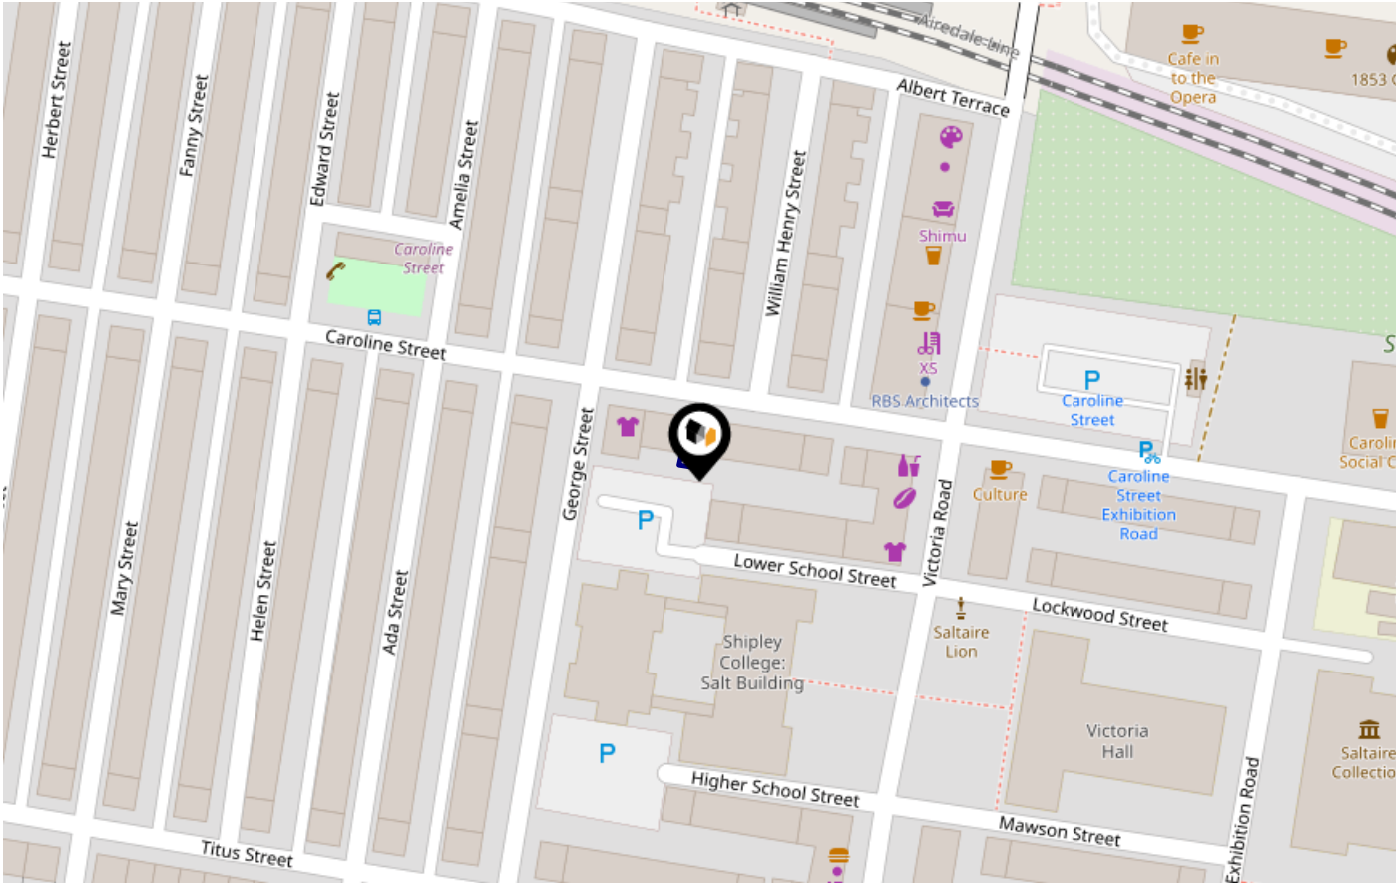 Airedale Line
Cafe in
to the
Opera
1853
Albert Terrace
Herbert Street
Fanny Street
Edward Street
Amelia Street
William Henry Street
Shimu
Caroline
Street
Caroline Street
XS
RBS Architects
P
Caroline
Street
P
Caroline
Street
Exhibition
Road
Culture
Social
George Street
P
Victoria Road
Lower School Street
Lockwood Street
Mary Street
Helen Street
Ada Street
Saltaire
Lion
Shipley
College:
Salt Building
Victoria
Hall
Saltaire
P
Higher School Street
Mawson Street
Exhibition Road
Titus Street